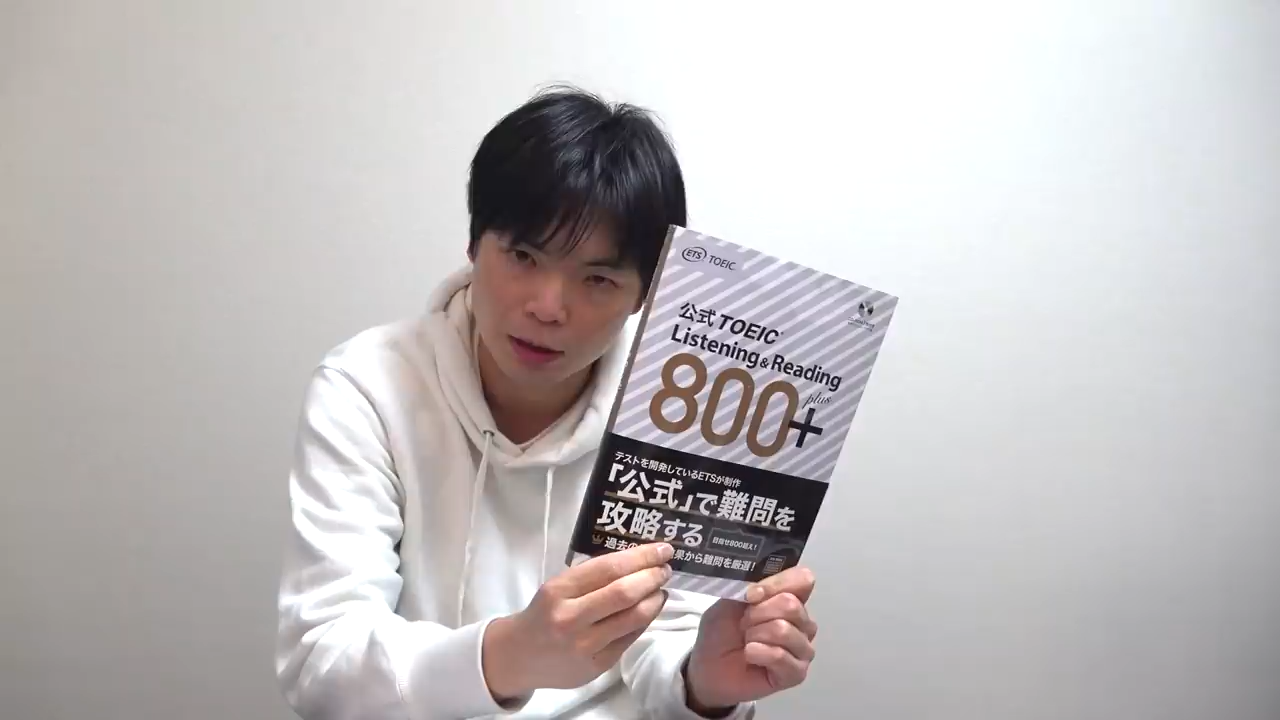 ETS TOEIC
公式 TOEIC
Listening & Reading
800+
plus
テストを開発しているETSが制作
「公式」で難問を
攻略する
目指せ800超え!
過去の 果から難問を厳選!